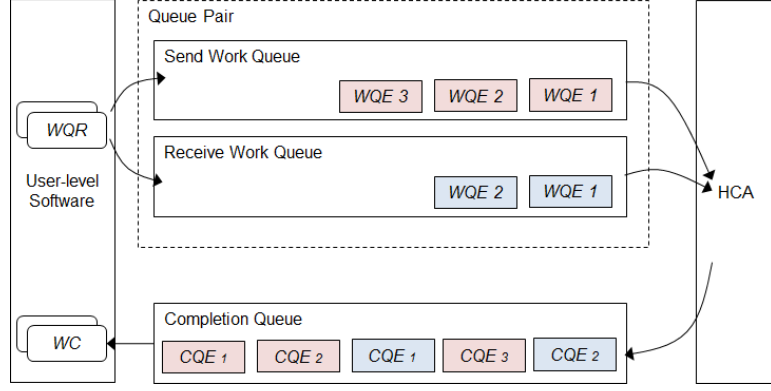 Queue Pair
Send Work Queue
WQE 3 WQE 2 WQE 1
WQR
User-level
Software
Receive Work Queue
WQE 2 WQE 1
HCA
Completion Queue
WC
CQE 1 CQE 2 CQE 1 CQE 3 CQE 2